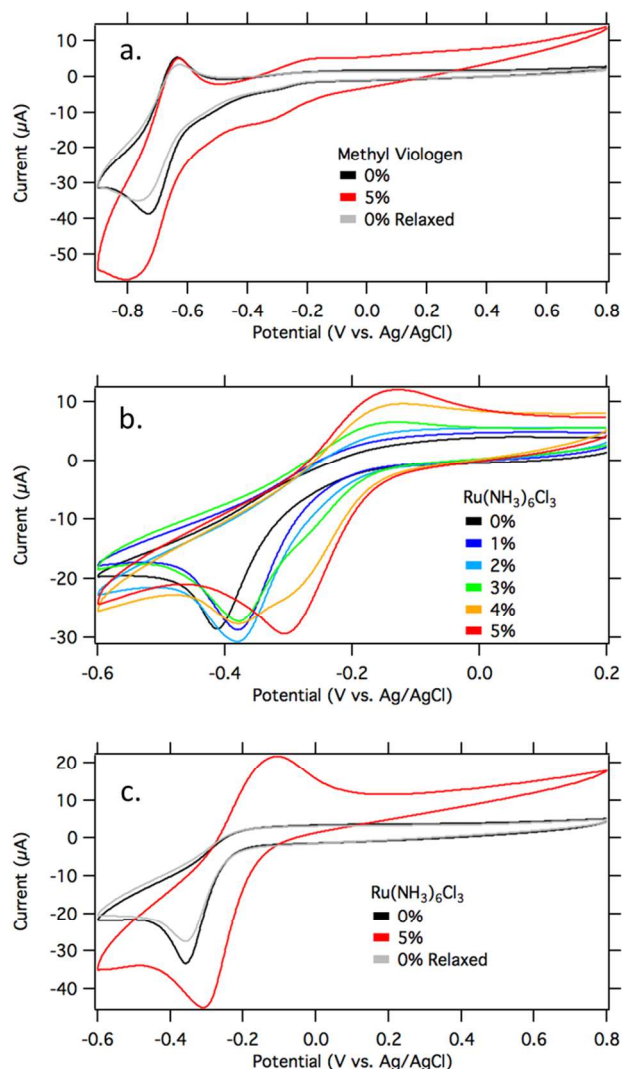 a.
10
0
-10
-20
-30
-40
-50
Current (µA)
Methyl Viologen
0%
5%
0% Relaxed
-0.8 -0.6 -0.4 -0.2 0.0 0.2 0.4 0.6 0.8
Potential (V vs. Ag/AgCl)
b.
10
0
-10
-20
-30
Current (µA)
Ru(NH3)6Cl3
0%
1%
2%
3%
4%
5%
-0.6 -0.4 -0.2 0.0 0.2
Potential (V vs. Ag/AgCl)
c.
20
10
0
-10
-20
-30
-40
Current (µA)
Ru(NH3)6Cl3
0%
5%
0% Relaxed
-0.6 -0.4 -0.2 0.0 0.2 0.4 0.6 0.8
Potential (V vs. Ag/AgCl)